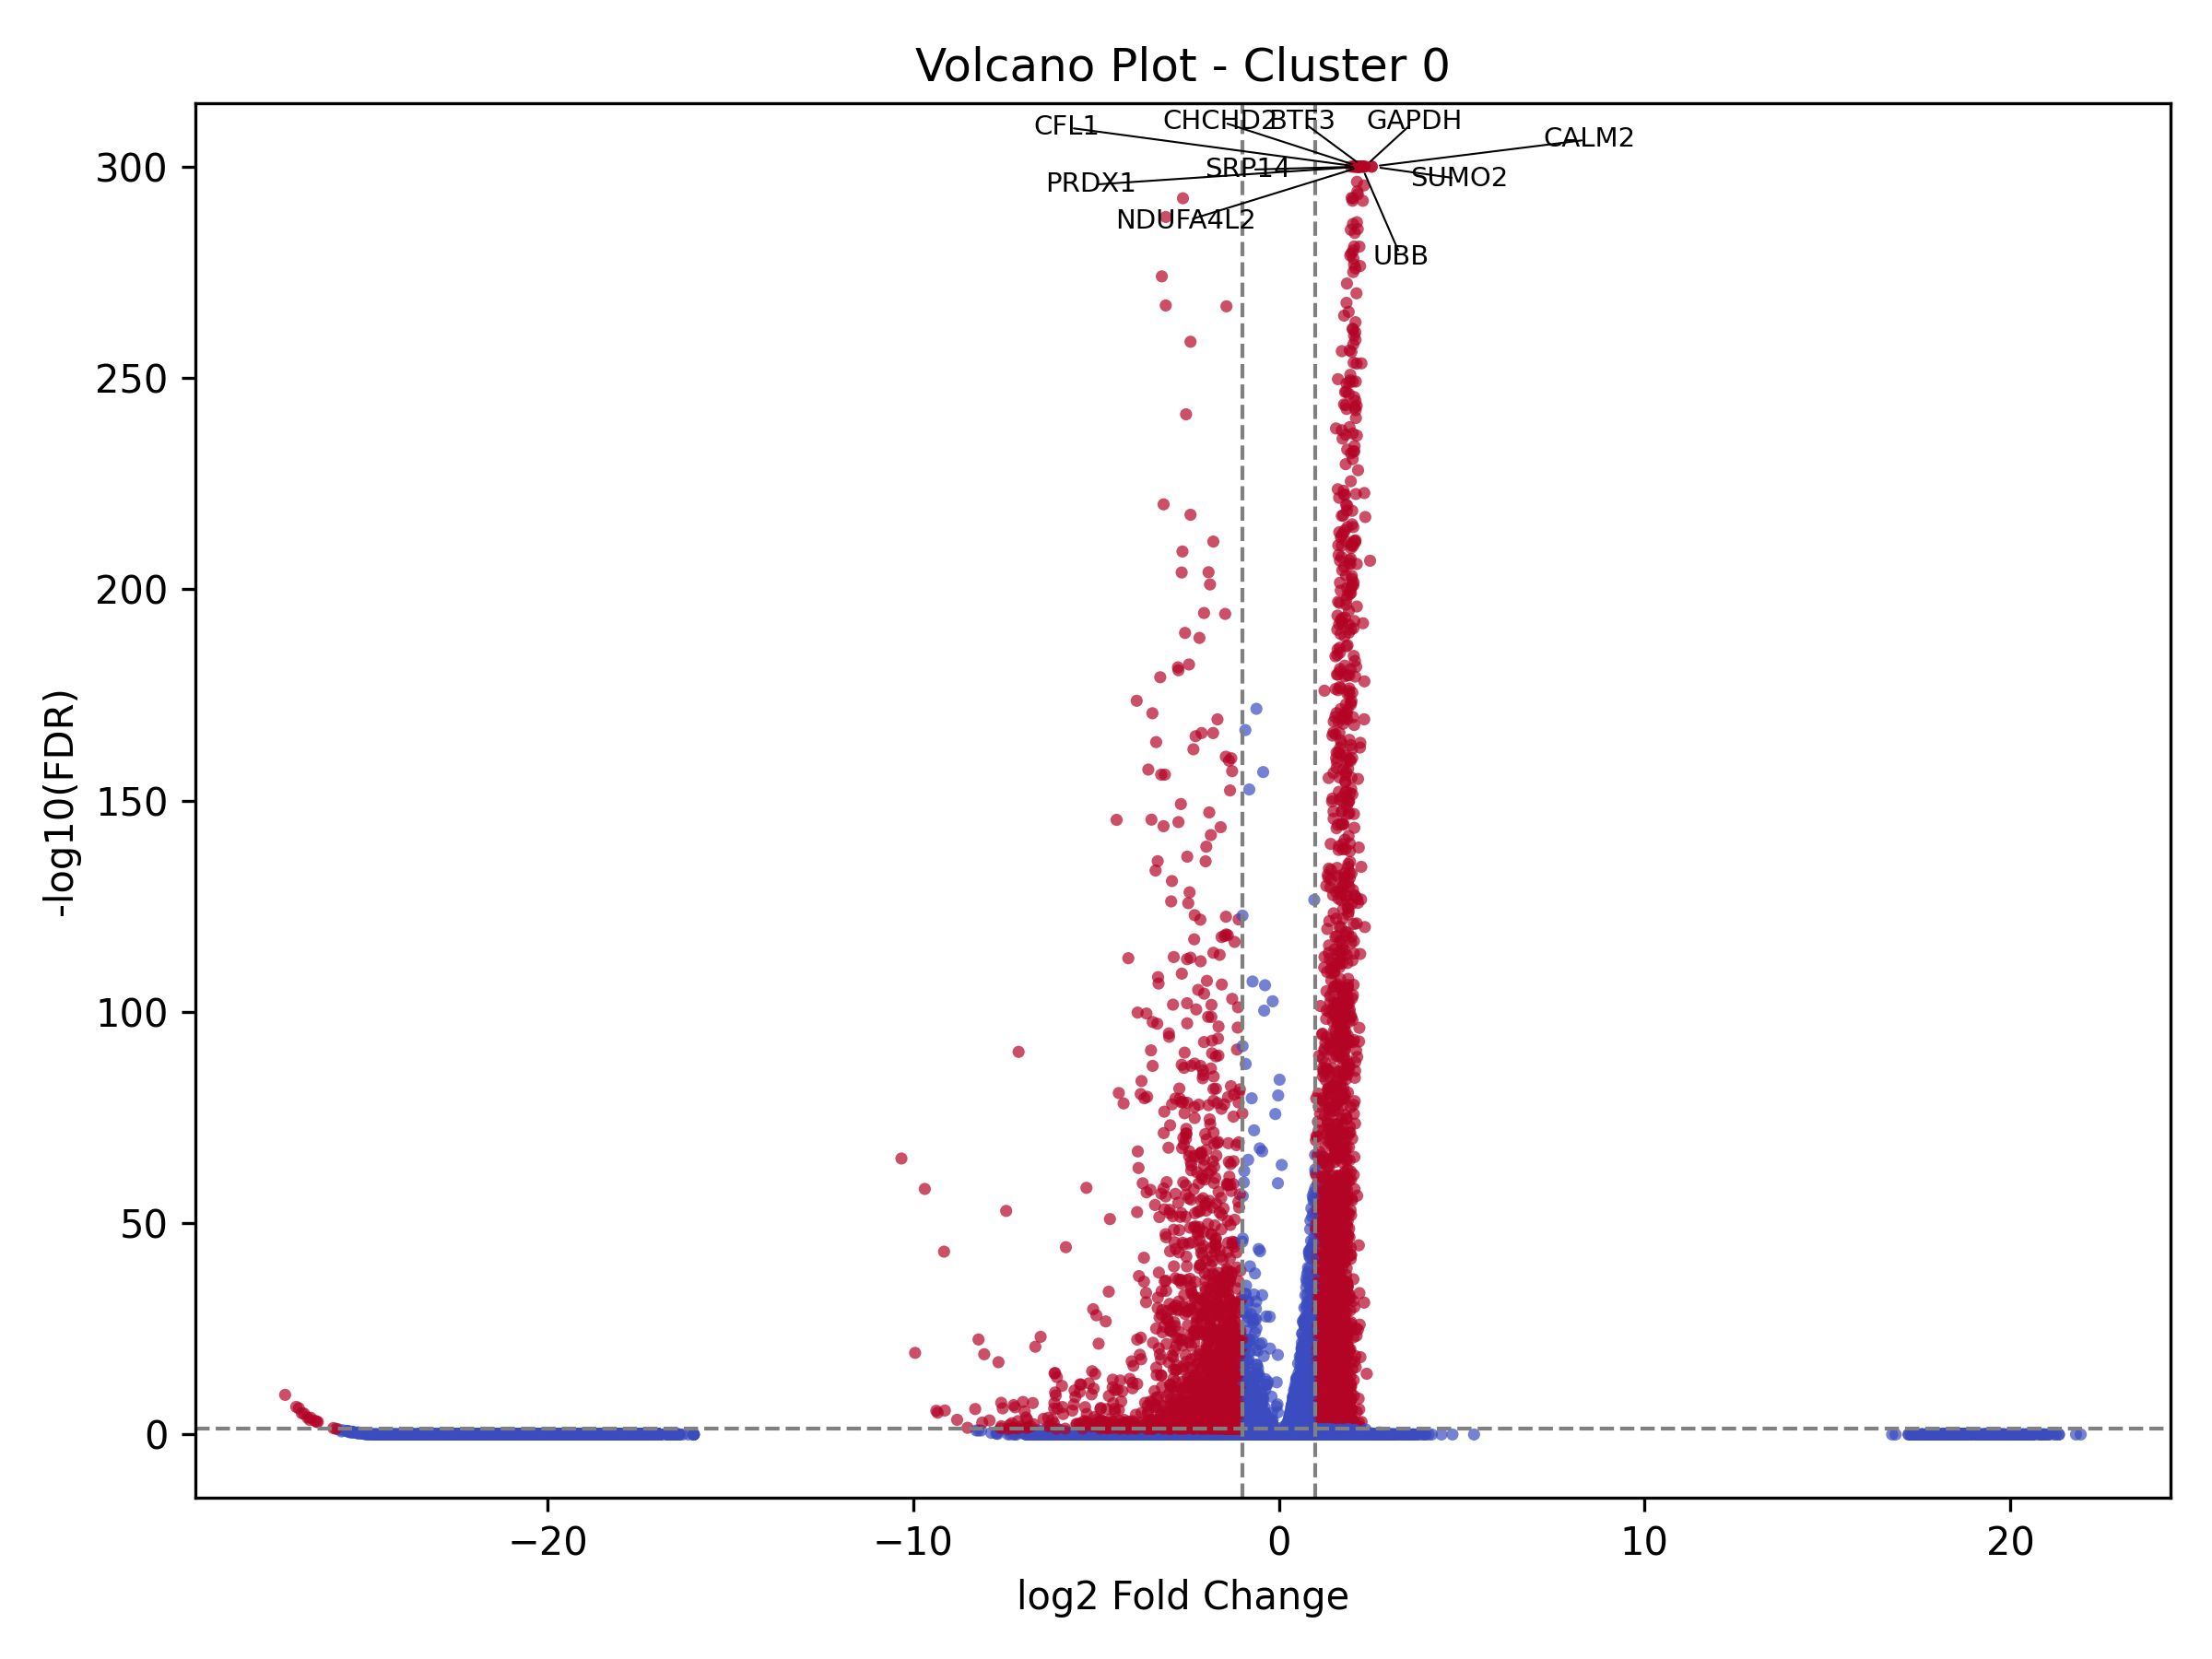 Volcano Plot - Cluster 0
CFL1
CHCHD2
BTF3
GAPDH
CALM2
PRDX1
SRP14
SUMO2
NDUFA4L2
UBB
-log10(FDR)
300
250
200
150
100
50
0
−20
−10
0
10
20
log2 Fold Change